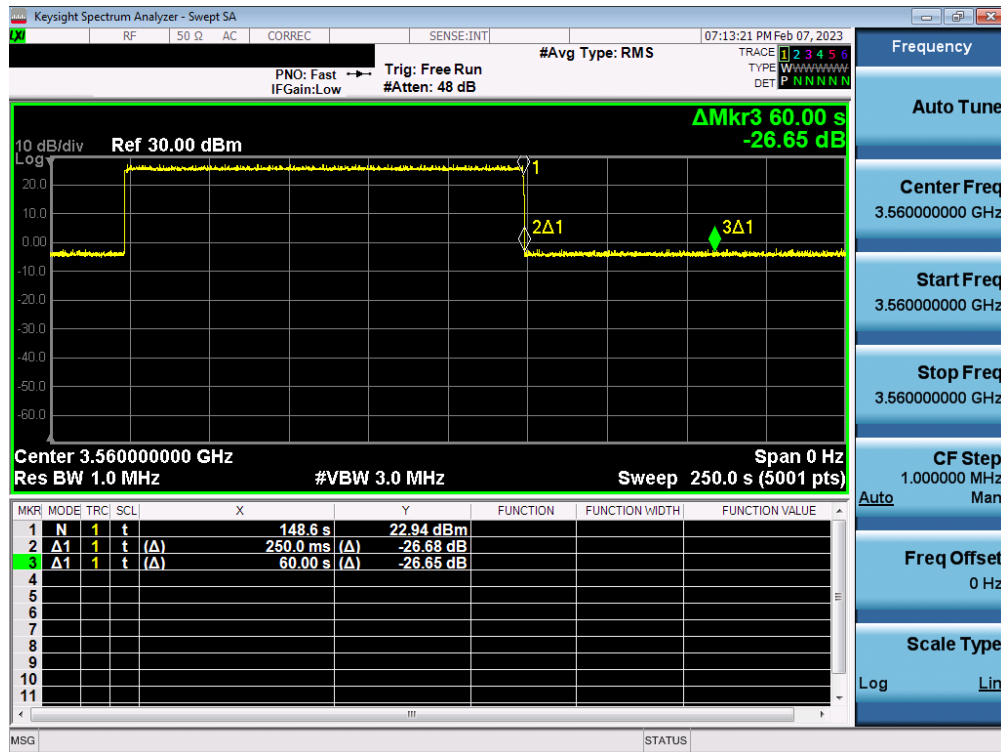 Keysight Spectrum Analyzer - Swept SA
LXI RF 50 Ω AC CORREC SENSE:INT 07:13:21 PM Feb 07, 2023
#Avg Type: RMS
TRACE 1 2 3 4 5 6
PNO: Fast Trig: Free Run TYPE WWWWWWW
IFGain:Low #Atten: 48 dB DET P N N N N N
ΔMkr3 60.00 s
-26.65 dB
10 dB/div Ref 30.00 dBm
Log
20.0
10.0
0.00
-10.0
-20.0
-30.0
-40.0
-50.0
-60.0
1
2Δ1
3Δ1
Center 3.560000000 GHz Span 0 Hz
Res BW 1.0 MHz #VBW 3.0 MHz Sweep 250.0 s (5001 pts)
MKR MODE TRC SCL X Y FUNCTION FUNCTION WIDTH FUNCTION VALUE
1 N 1 t 148.6 s 22.94 dBm
2 Δ1 1 t (Δ) 250.0 ms (Δ) -26.68 dB
3 Δ1 1 t (Δ) 60.00 s (Δ) -26.65 dB
4
5
6
7
8
9
10
11
MSG STATUS
Frequency
Auto Tune
Center Freq
3.560000000 GHz
Start Freq
3.560000000 GHz
Stop Freq
3.560000000 GHz
CF Step
1.000000 MHz
Auto Man
Freq Offset
0 Hz
Scale Type
Log Lin